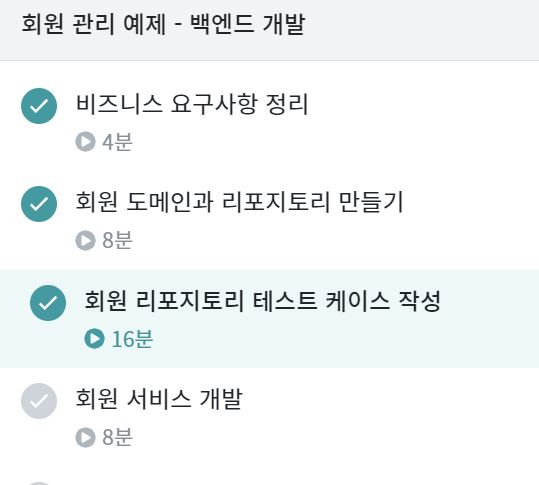 회원 관리 예제 - 백엔드 개발
비즈니스 요구사항 정리
4분
회원 도메인과 리포지토리 만들기
8분
회원 리포지토리 테스트 케이스 작성
16분
회원 서비스 개발
8분